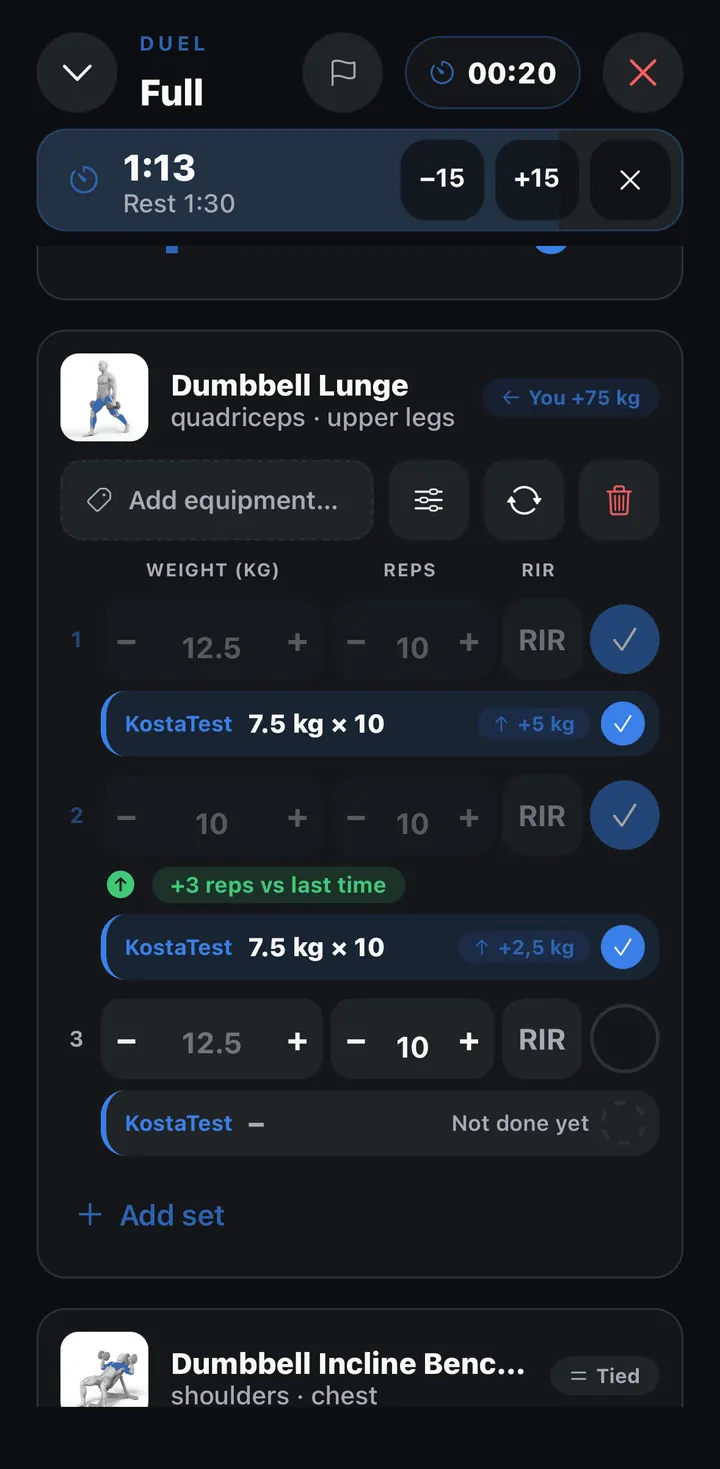 DUEL
Full
00:20
1:13
Rest 1:30
−15
+15
Dumbbell Lunge
quadriceps · upper legs
← You +75 kg
Add equipment...
WEIGHT (KG) REPS RIR
1 − 12.5 + − 10 + RIR
KostaTest 7.5 kg × 10 ↑ +5 kg
2 − 10 + − 10 + RIR
+3 reps vs last time
KostaTest 7.5 kg × 10 ↑ +2,5 kg
3 − 12.5 + − 10 + RIR
KostaTest – Not done yet
+ Add set
Dumbbell Incline Benc...
shoulders · chest
= Tied